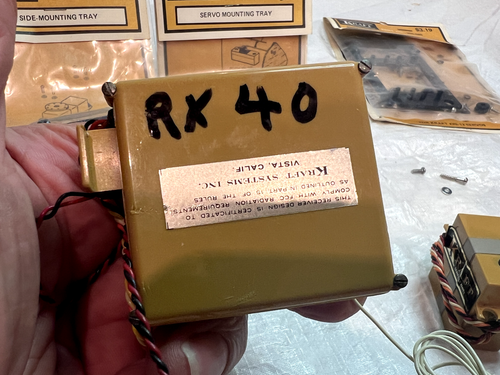 SIDE-MOUNTING TRAY
SERVO MOUNTING TRAY
RX 40
THIS RECEIVER DESIGN IS CERTIFICATED TO
COMPLY WITH FCC RADIATION REQUIREMENTS
AS OUTLINED IN PART 15 OF THE RULES
KRAFT SYSTEMS INC.
VISTA, CALIF.